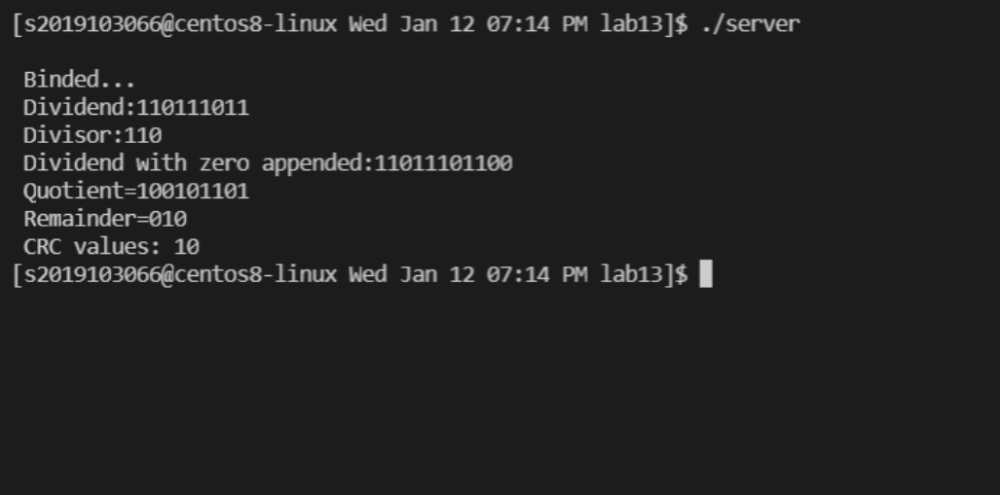 [s2019103066@centos8-linux Wed Jan 12 07:14 PM lab13]$ ./server
Binded...
Dividend:110111011
Divisor:110
Dividend with zero appended:11011101100
Quotient=100101101
Remainder=010
CRC values: 10
[s2019103066@centos8-linux Wed Jan 12 07:14 PM lab13]$